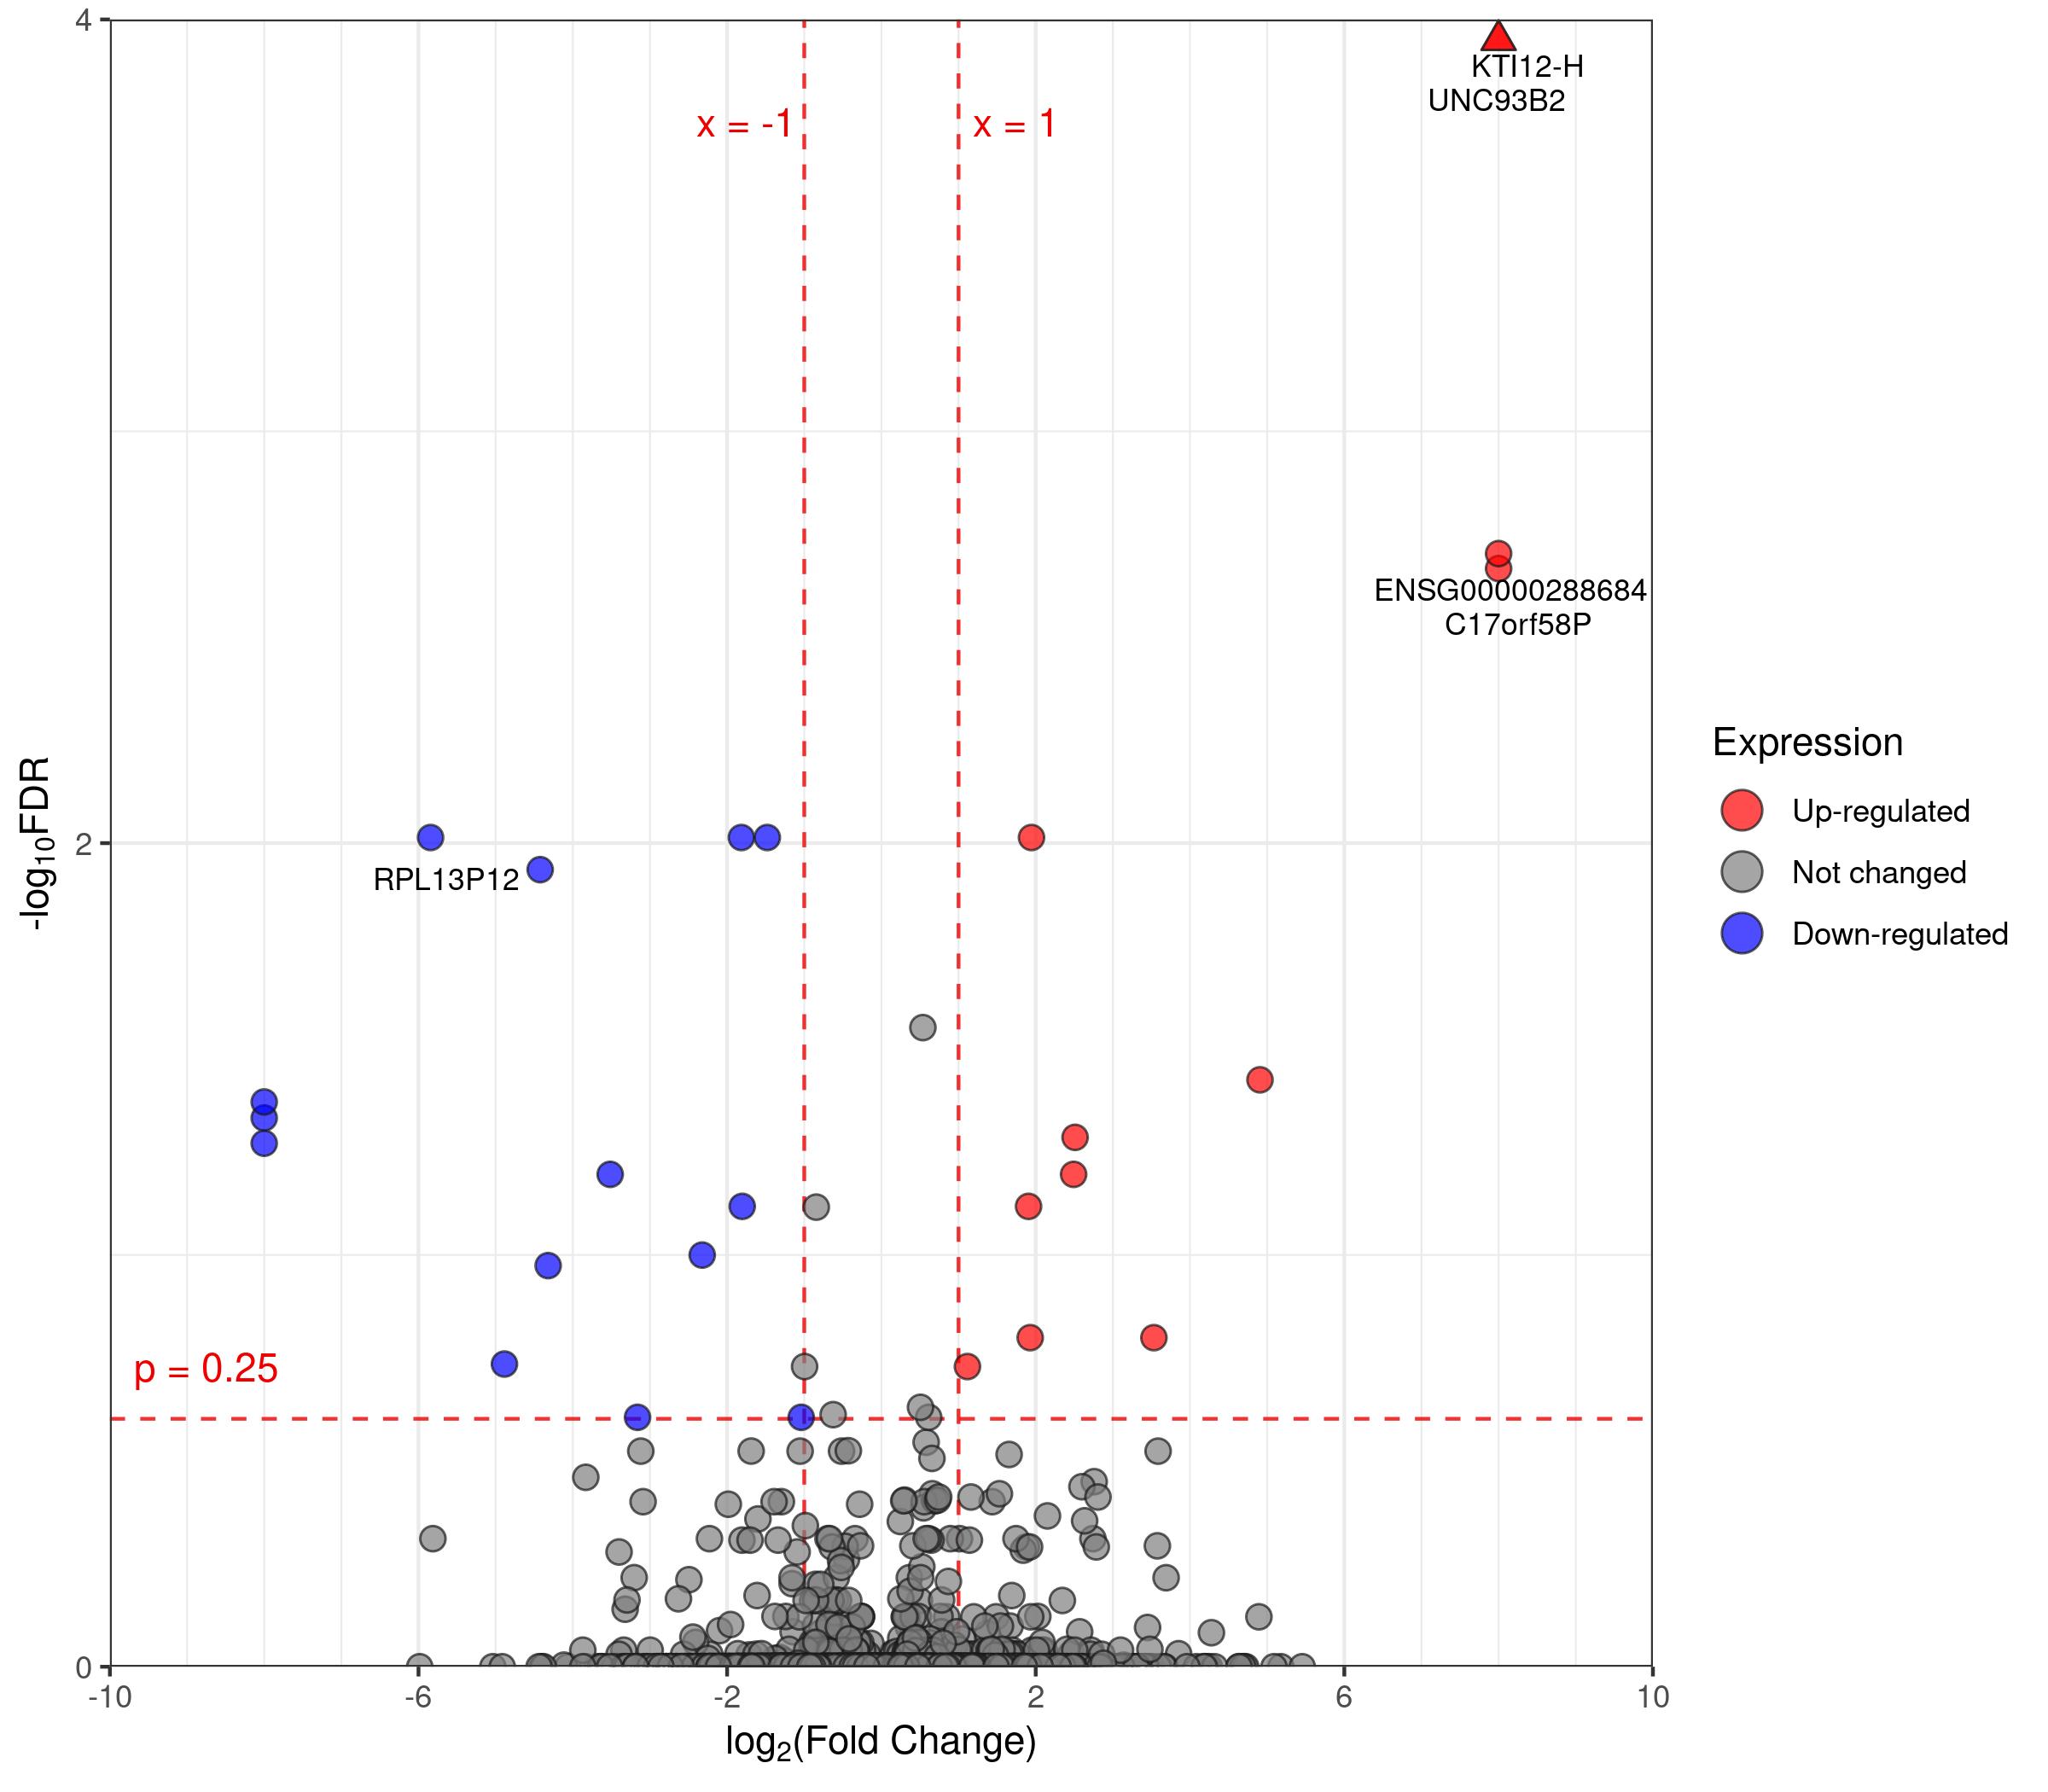 4
KTI12-H
UNC93B2
x = -1
x = 1
ENSG00000288684
C17orf58P
Expression
Up-regulated
Not changed
Down-regulated
-log10FDR
2
RPL13P12
p = 0.25
0
-10
-6
-2
2
6
10
log2(Fold Change)